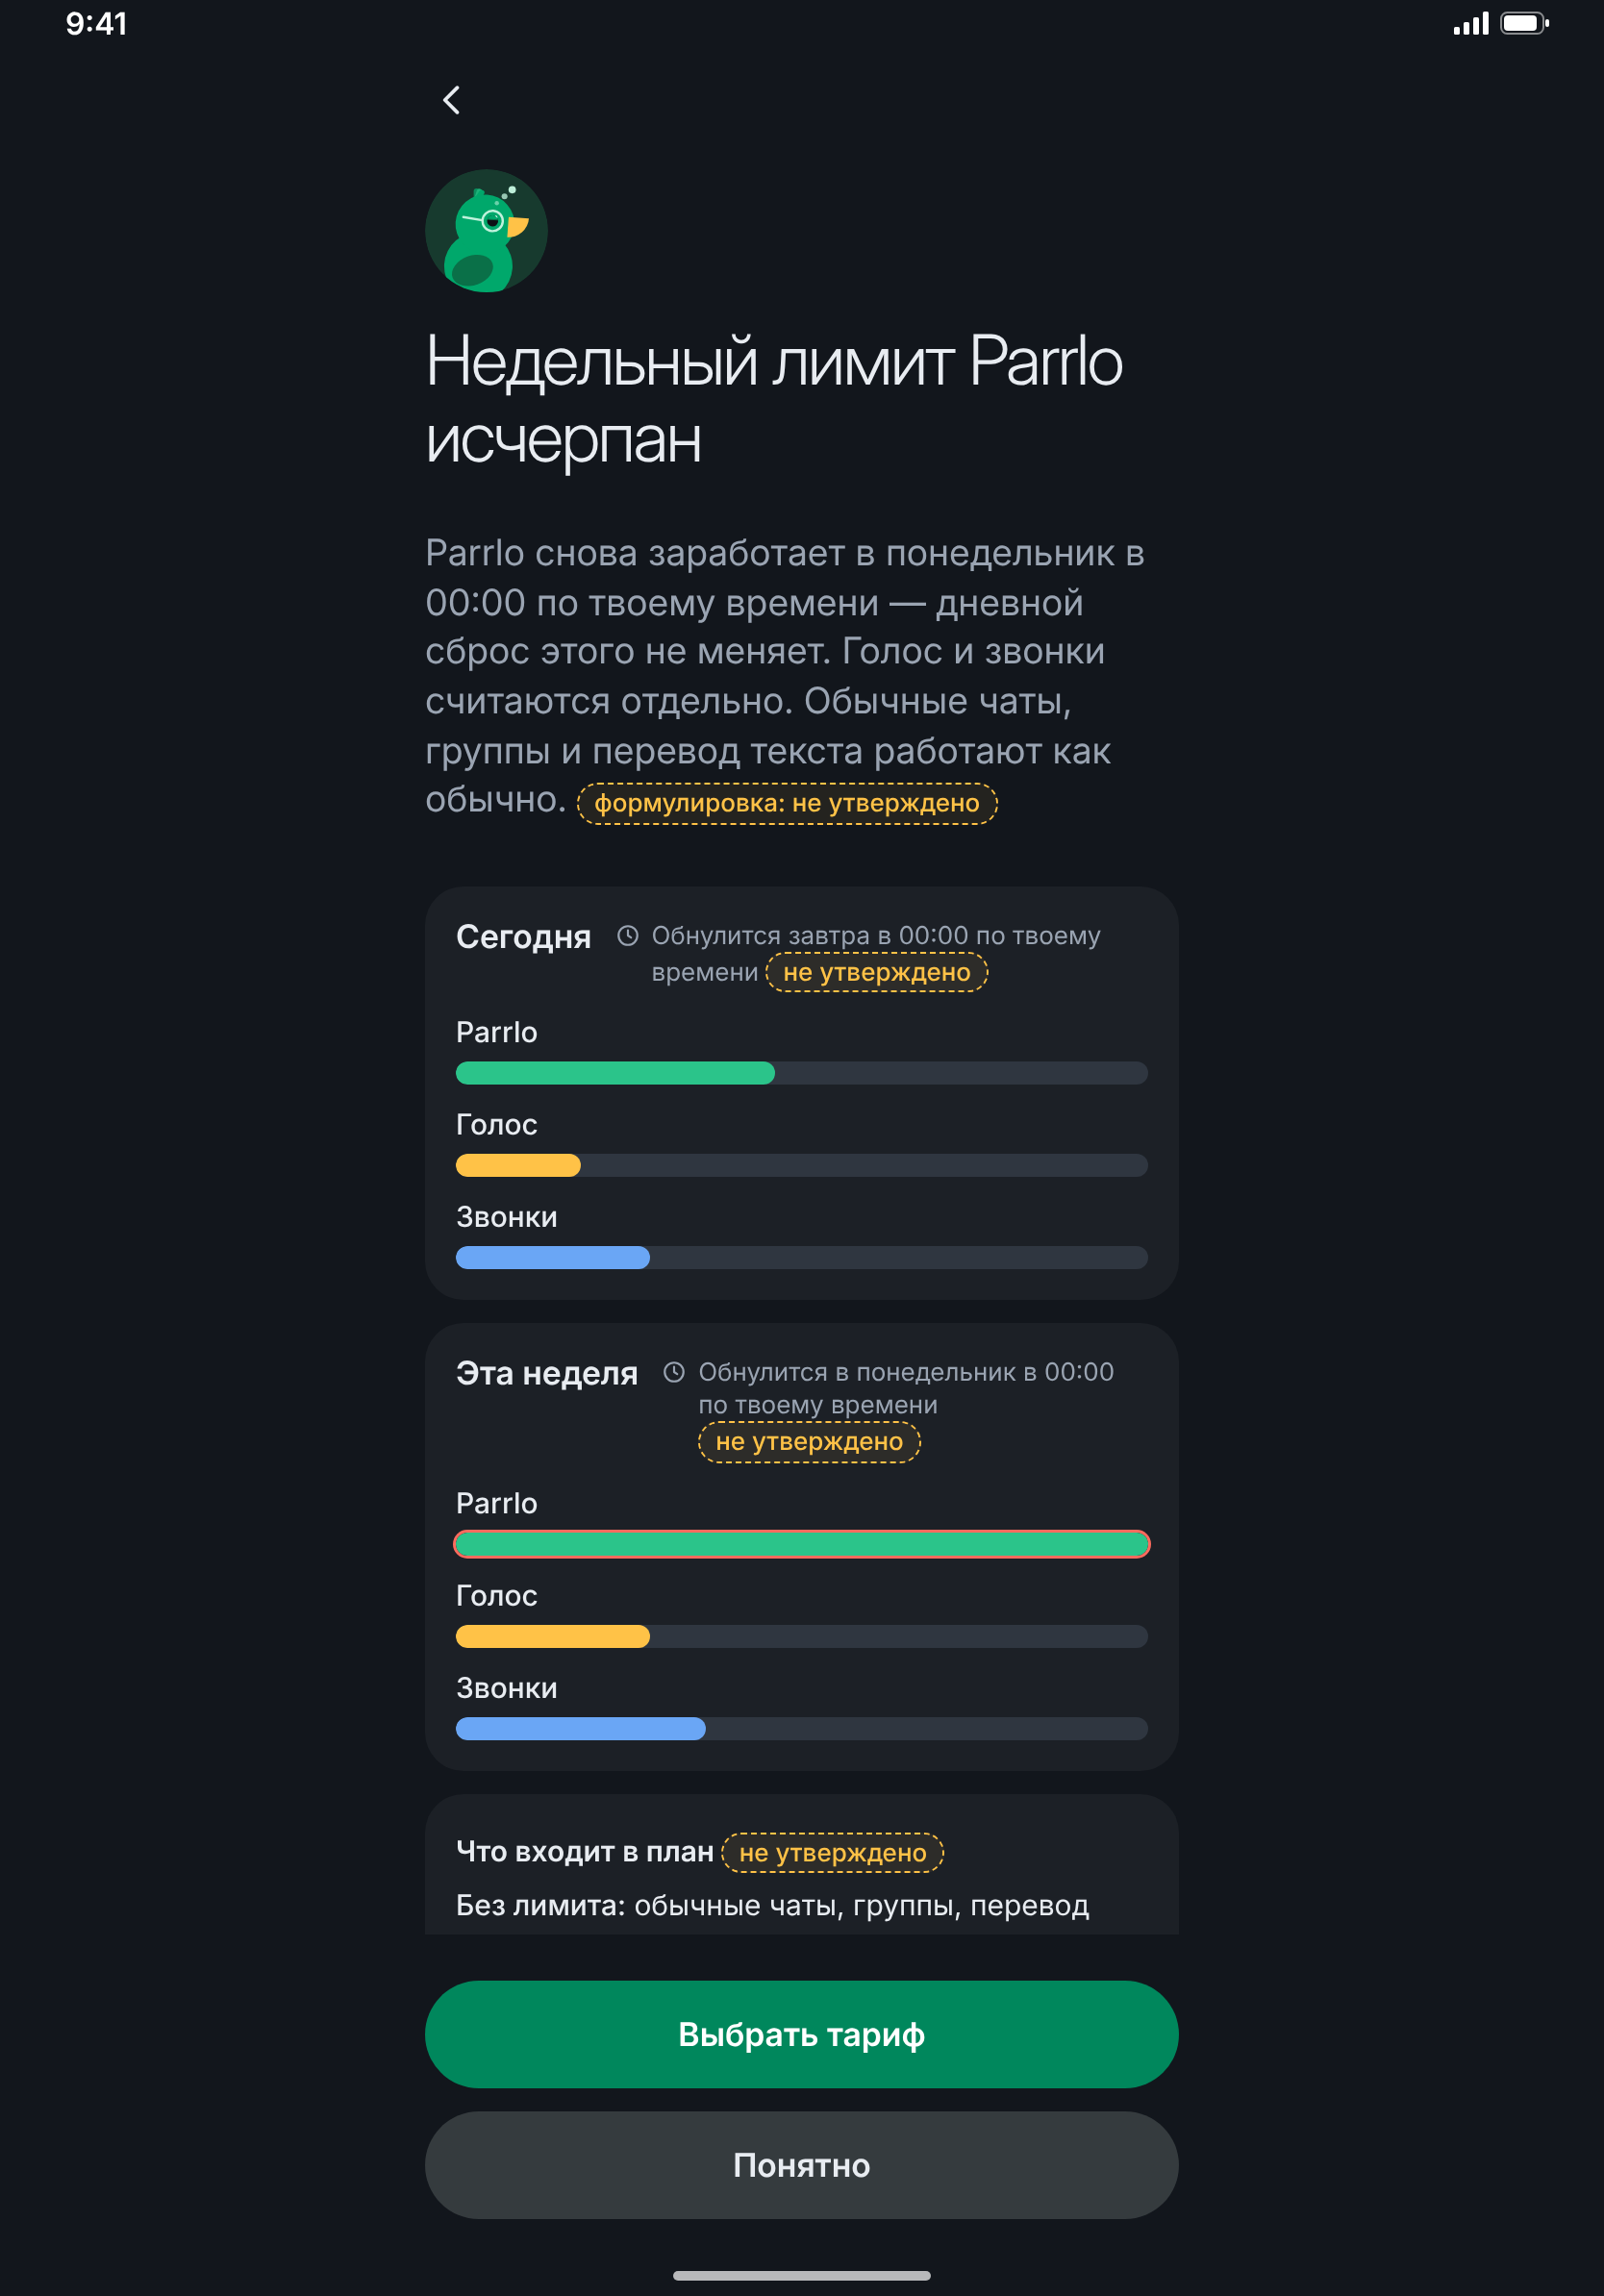 9:41
Недельный лимит Parrlo
исчерпан
Parrlo снова заработает в понедельник в
00:00 по твоему времени — дневной
сброс этого не меняет. Голос и звонки
считаются отдельно. Обычные чаты,
группы и перевод текста работают как
обычно. формулировка: не утверждено
Сегодня Обнулится завтра в 00:00 по твоему
времени не утверждено
Parrlo
Голос
Звонки
Эта неделя Обнулится в понедельник в 00:00
по твоему времени
не утверждено
Parrlo
Голос
Звонки
Что входит в план не утверждено
Без лимита: обычные чаты, группы, перевод
Выбрать тариф
Понятно